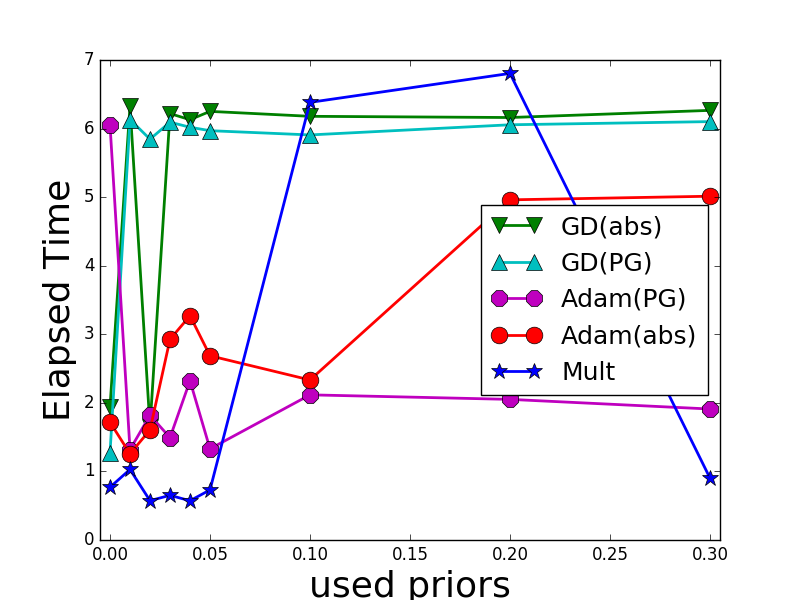 7
6
5
4
3
2
1
0
Elapsed Time
GD(abs)
GD(PG)
Adam(PG)
Adam(abs)
Mult
0.00 0.05 0.10 0.15 0.20 0.25 0.30
used priors